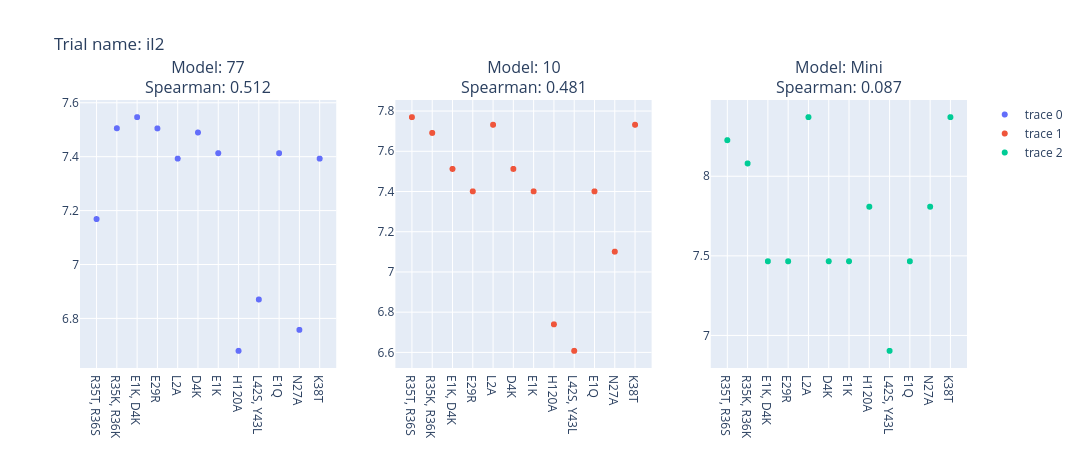 Trial name: il2
Model: 77
Spearman: 0.512
7.6
7.4
7.2
7
6.8
R35T, R36S
R35K, R36K
E1K, D4K
E29R
L2A
D4K
E1K
H120A
L42S, Y43L
E1Q
N27A
K38T
Model: 10
Spearman: 0.481
7.8
7.6
7.4
7.2
7
6.8
6.6
R35T, R36S
R35K, R36K
E1K, D4K
E29R
L2A
D4K
E1K
H120A
L42S, Y43L
E1Q
N27A
K38T
Model: Mini
Spearman: 0.087
8
7.5
7
R35T, R36S
R35K, R36K
E1K, D4K
E29R
L2A
D4K
E1K
H120A
L42S, Y43L
E1Q
N27A
K38T
trace 0
trace 1
trace 2